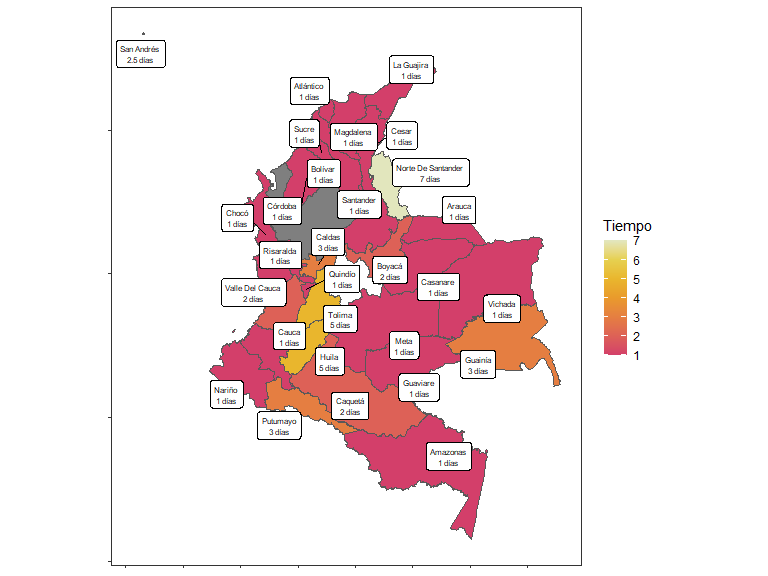 San Andrés
2.5 días
La Guajira
1 días
Atlántico
1 días
Sucre
1 días
Magdalena
1 días
Cesar
1 días
Bolívar
1 días
Norte De Santander
7 días
Santander
1 días
Arauca
1 días
Córdoba
1 días
Chocó
1 días
Caldas
3 días
Risaralda
1 días
Boyacá
2 días
Quindío
1 días
Casanare
1 días
Valle Del Cauca
2 días
Vichada
1 días
Tolima
5 días
Cauca
1 días
Meta
1 días
Huila
5 días
Guainía
3 días
Guaviare
1 días
Nariño
1 días
Caquetá
2 días
Putumayo
3 días
Amazonas
1 días
Tiempo
7
6
5
4
3
2
1